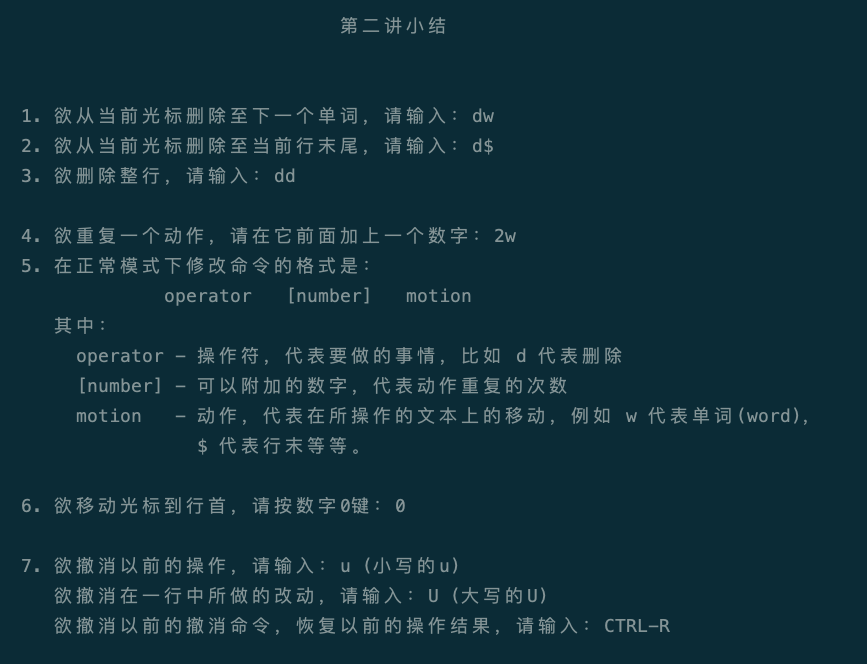 第二讲小结
1. 欲从当前光标删除至下一个单词，请输入：dw
2. 欲从当前光标删除至当前行末尾，请输入：d$
3. 欲删除整行，请输入：dd
4. 欲重复一个动作，请在它前面加上一个数字：2w
5. 在正常模式下修改命令的格式是：
operator [number] motion
其中：
operator - 操作符，代表要做的事情，比如 d 代表删除
[number] - 可以附加的数字，代表动作重复的次数
motion - 动作，代表在所操作的文本上的移动，例如 w 代表单词(word)，
$ 代表行末等等。
6. 欲移动光标到行首，请按数字0键：0
7. 欲撤消以前的操作，请输入：u (小写的u)
欲撤消在一行中所做的改动，请输入：U (大写的U)
欲撤消以前的撤消命令，恢复以前的操作结果，请输入：CTRL-R